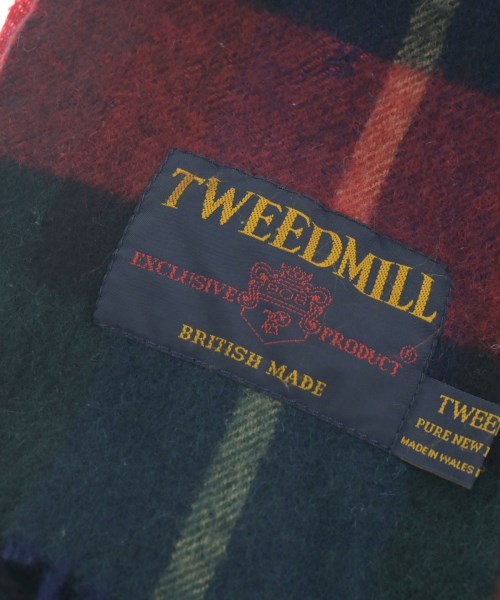 TWEEDMILL
EXCLUSIVE PRODUCT ®
BRITISH MADE
TWEED
PURE NEW
MADE IN WALES